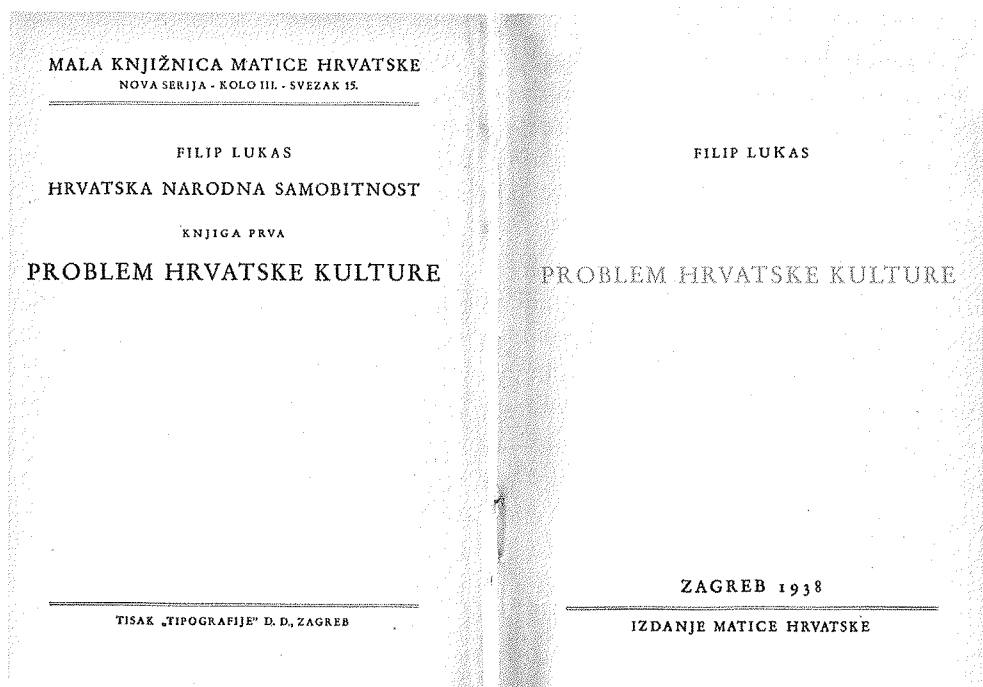 MALA KNJIŽNICA MATICE HRVATSKE
NOVA SERIJA - KOLO III. - SVEZAK 15.
FILIP LUKAS
HRVATSKA NARODNA SAMOBITNOST
KNJIGA PRVA
PROBLEM HRVATSKE KULTURE
TISAK „TIPOGRAFIJE" D. D., ZAGREB
FILIP LUKAS
PROBLEM HRVATSKE KULTURE
ZAGREB 1938
IZDANJE MATICE HRVATSKE